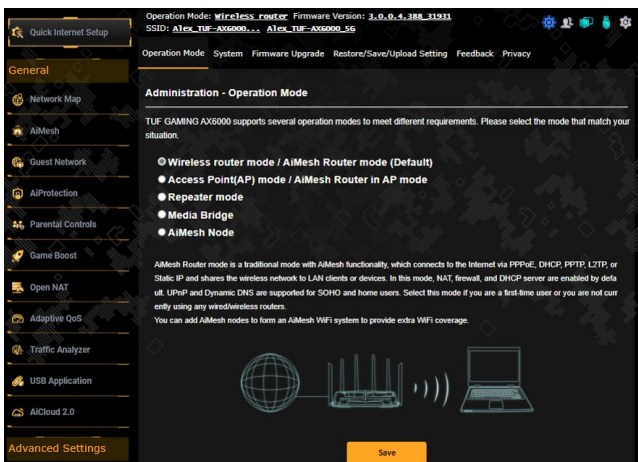 Quick Internet Setup
General
Network Map
AiMesh
Guest Network
AiProtection
Parental Controls
Game Boost
Open NAT
Adaptive QoS
Traffic Analyzer
USB Application
AiCloud 2.0
Advanced Settings
Operation Mode: Wireless router Firmware Version: 3.0.0.4.388_31931
SSID: Alex_TUF-AX6000... Alex_TUF-AX6000_5G
Operation Mode System Firmware Upgrade Restore/Save/Upload Setting Feedback Privacy
Administration - Operation Mode
TUF GAMING AX6000 supports several operation modes to meet different requirements. Please select the mode that match your
situation.
Wireless router mode / AiMesh Router mode (Default)
Access Point(AP) mode / AiMesh Router in AP mode
Repeater mode
Media Bridge
AiMesh Node
AiMesh Router mode is a traditional mode with AiMesh functionality, which connects to the Internet via PPPoE, DHCP, PPTP, L2TP, or
Static IP and shares the wireless network to LAN clients or devices. In this mode, NAT, firewall, and DHCP server are enabled by defa
ult. UPnP and Dynamic DNS are supported for SOHO and home users. Select this mode if you are a first-time user or you are not curr
ently using any wired/wireless routers.
You can add AiMesh nodes to form an AiMesh WiFi system to provide extra WiFi coverage.
Save